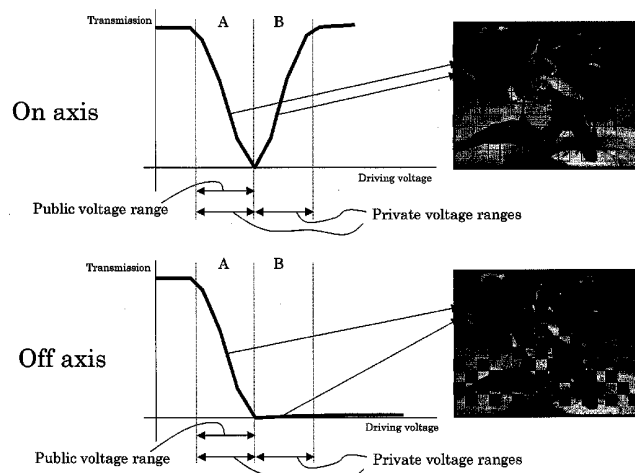 Transmission
A
B
On axis
Driving voltage
Public voltage range
Private voltage ranges
Transmission
A
B
Off axis
Driving voltage
Public voltage range
Private voltage ranges